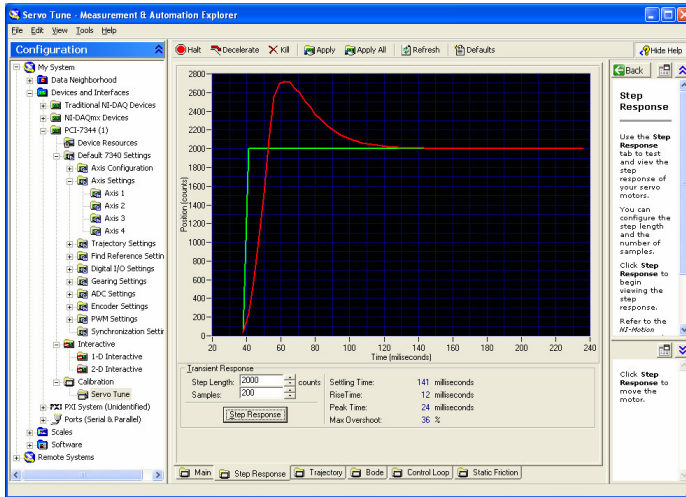 Servo Tune - Measurement & Automation Explorer
File Edit View Tools Help
Configuration
Halt Decelerate Kill Apply Apply All Refresh Defaults Hide Help
My System
Data Neighborhood
Devices and Interfaces
Traditional NI-DAQ Devices
NI-DAQmx Devices
PCI-7344 (1)
Device Resources
Default 7340 Settings
Axis Configuration
Axis Settings
Axis 1
Axis 2
Axis 3
Axis 4
Trajectory Settings
Find Reference Settin
Digital I/O Settings
Gearing Settings
ADC Settings
Encoder Settings
PWM Settings
Synchronization Settir
Interactive
1-D Interactive
2-D Interactive
Calibration
Servo Tune
PXI PXI System (Unidentified)
Ports (Serial & Parallel)
Scales
Software
Remote Systems
2800
2600
2400
2200
2000
1800
1600
1400
1200
1000
800
600
400
200
0
Position (counts)
20 40 60 80 100 120 140 160 180 200 220 240
Time (miliseconds)
Transient Response
Step Length: 2000 counts
Samples: 200
Step Response
Settling Time: 141 milliseconds
RiseTime: 12 milliseconds
Peak Time: 24 milliseconds
Max Overshoot: 36 %
Main Step Response Trajectory Bode Control Loop Static Friction
Back
Step
Response
Use the Step
Response
tab to test
and view the
step
response of
your servo
motors.
You can
configure the
step length
and the
number of
samples.
Click Step
Response to
begin
viewing the
step
response.
Refer to the
NI-Motion
Click Step
Response to
move the
motor.